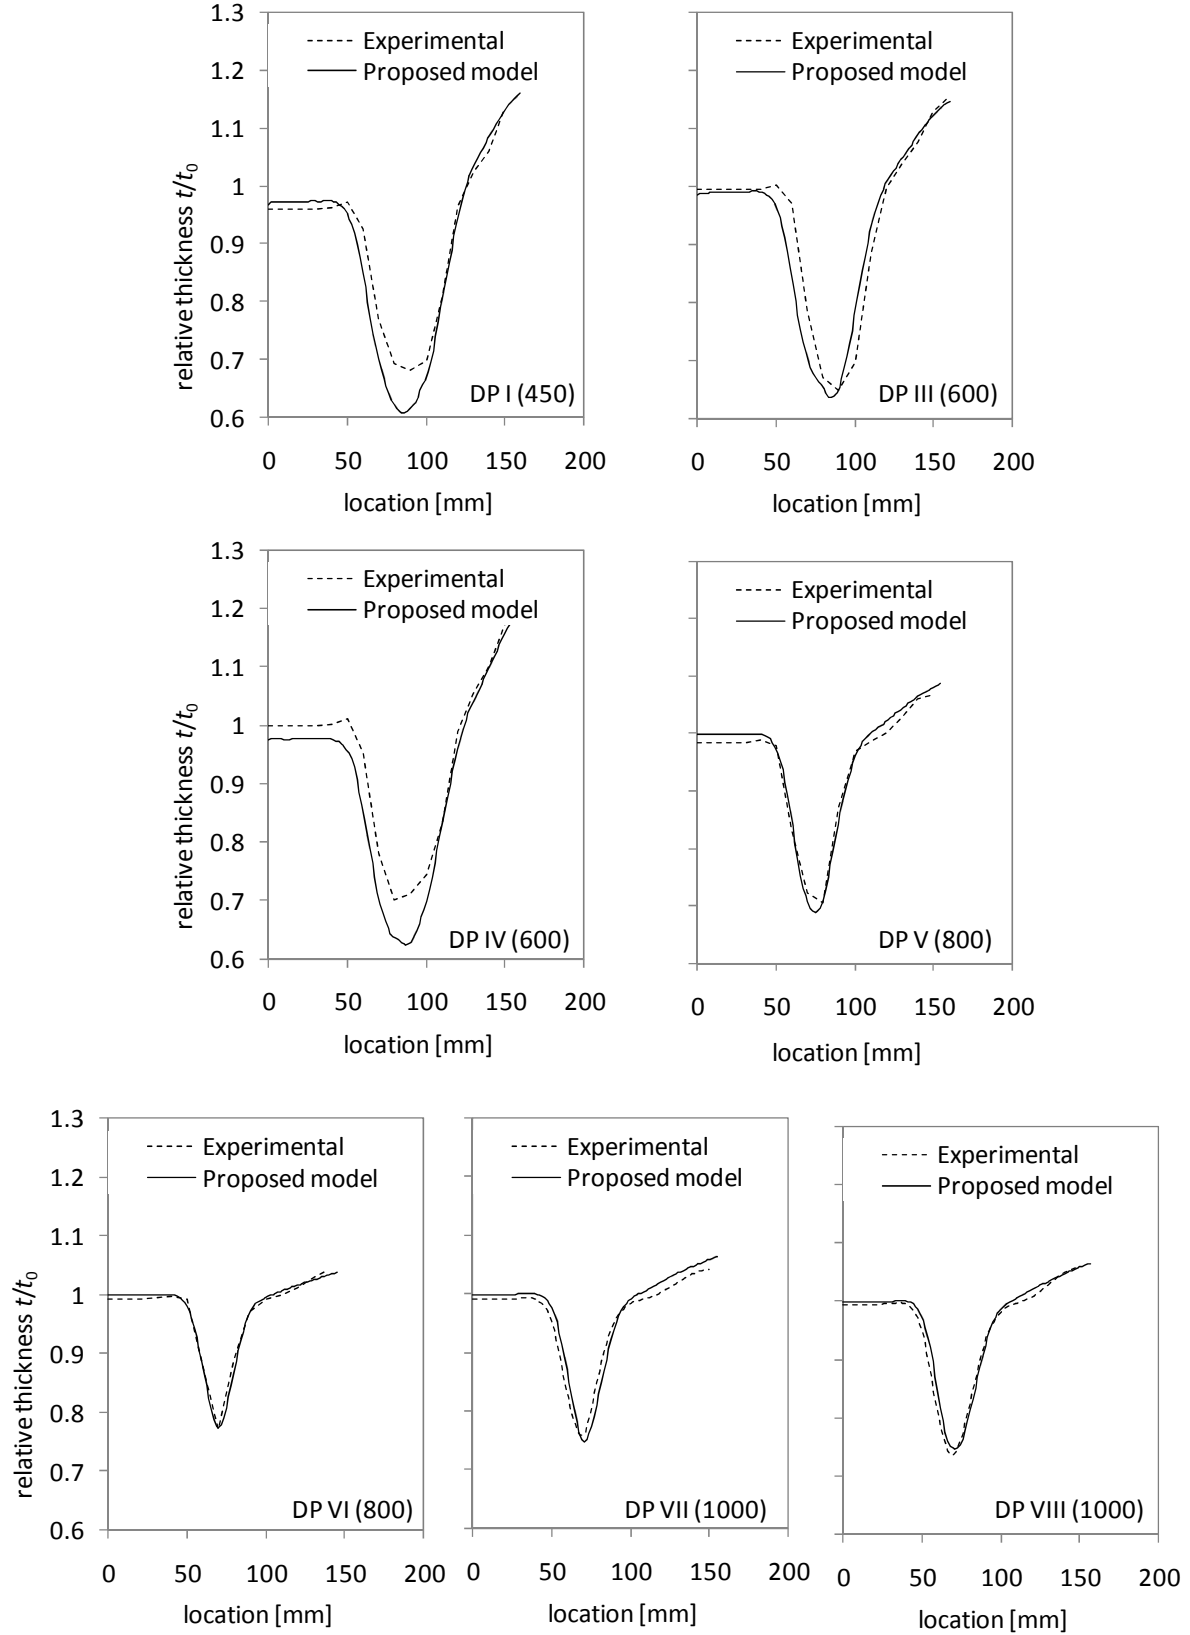 1.3
1.2
1.1
1
0.9
0.8
0.7
0.6
relative thickness t/t0
Experimental
Proposed model
DP I (450)
0 50 100 150 200
location [mm]
Experimental
Proposed model
DP III (600)
0 50 100 150 200
location [mm]
1.3
1.2
1.1
1
0.9
0.8
0.7
0.6
relative thickness t/t0
Experimental
Proposed model
DP IV (600)
0 50 100 150 200
location [mm]
Experimental
Proposed model
DP V (800)
0 50 100 150 200
location [mm]
1.3
1.2
1.1
1
0.9
0.8
0.7
0.6
relative thickness t/t0
Experimental
Proposed model
DP VI (800)
0 50 100 150 200
location [mm]
Experimental
Proposed model
DP VII (1000)
0 50 100 150 200
location [mm]
Experimental
Proposed model
DP VIII (1000)
0 50 100 150 200
location [mm]